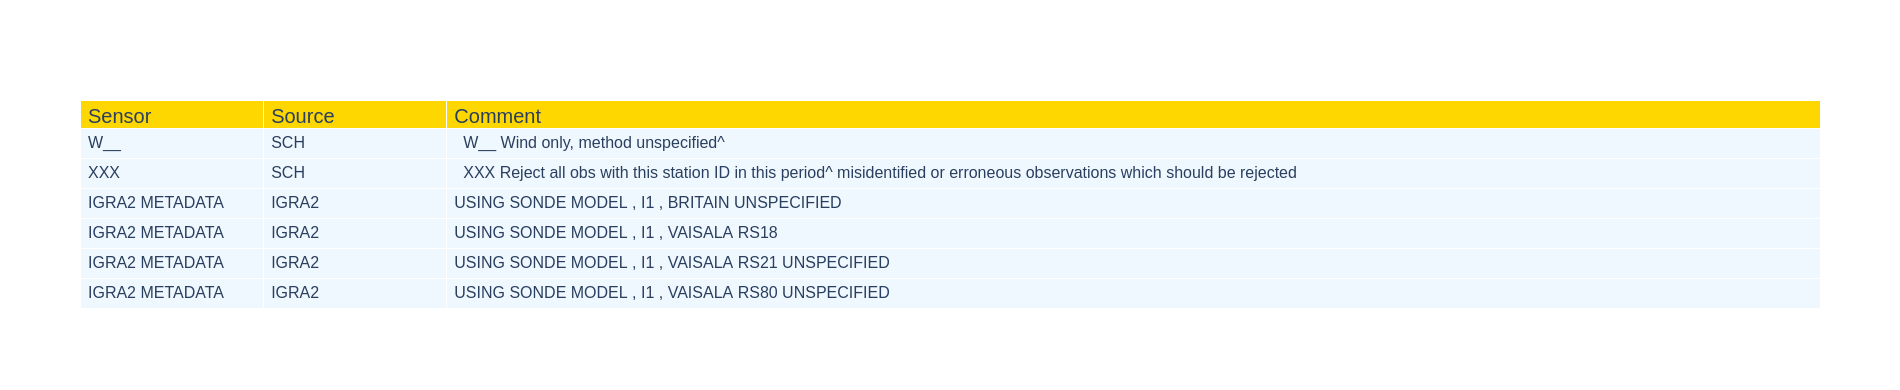 Sensor Source Comment
W__ SCH W__ Wind only, method unspecified^
XXX SCH XXX Reject all obs with this station ID in this period^ misidentified or erroneous observations which should be rejected
IGRA2 METADATA IGRA2 USING SONDE MODEL , I1 , BRITAIN UNSPECIFIED
IGRA2 METADATA IGRA2 USING SONDE MODEL , I1 , VAISALA RS18
IGRA2 METADATA IGRA2 USING SONDE MODEL , I1 , VAISALA RS21 UNSPECIFIED
IGRA2 METADATA IGRA2 USING SONDE MODEL , I1 , VAISALA RS80 UNSPECIFIED